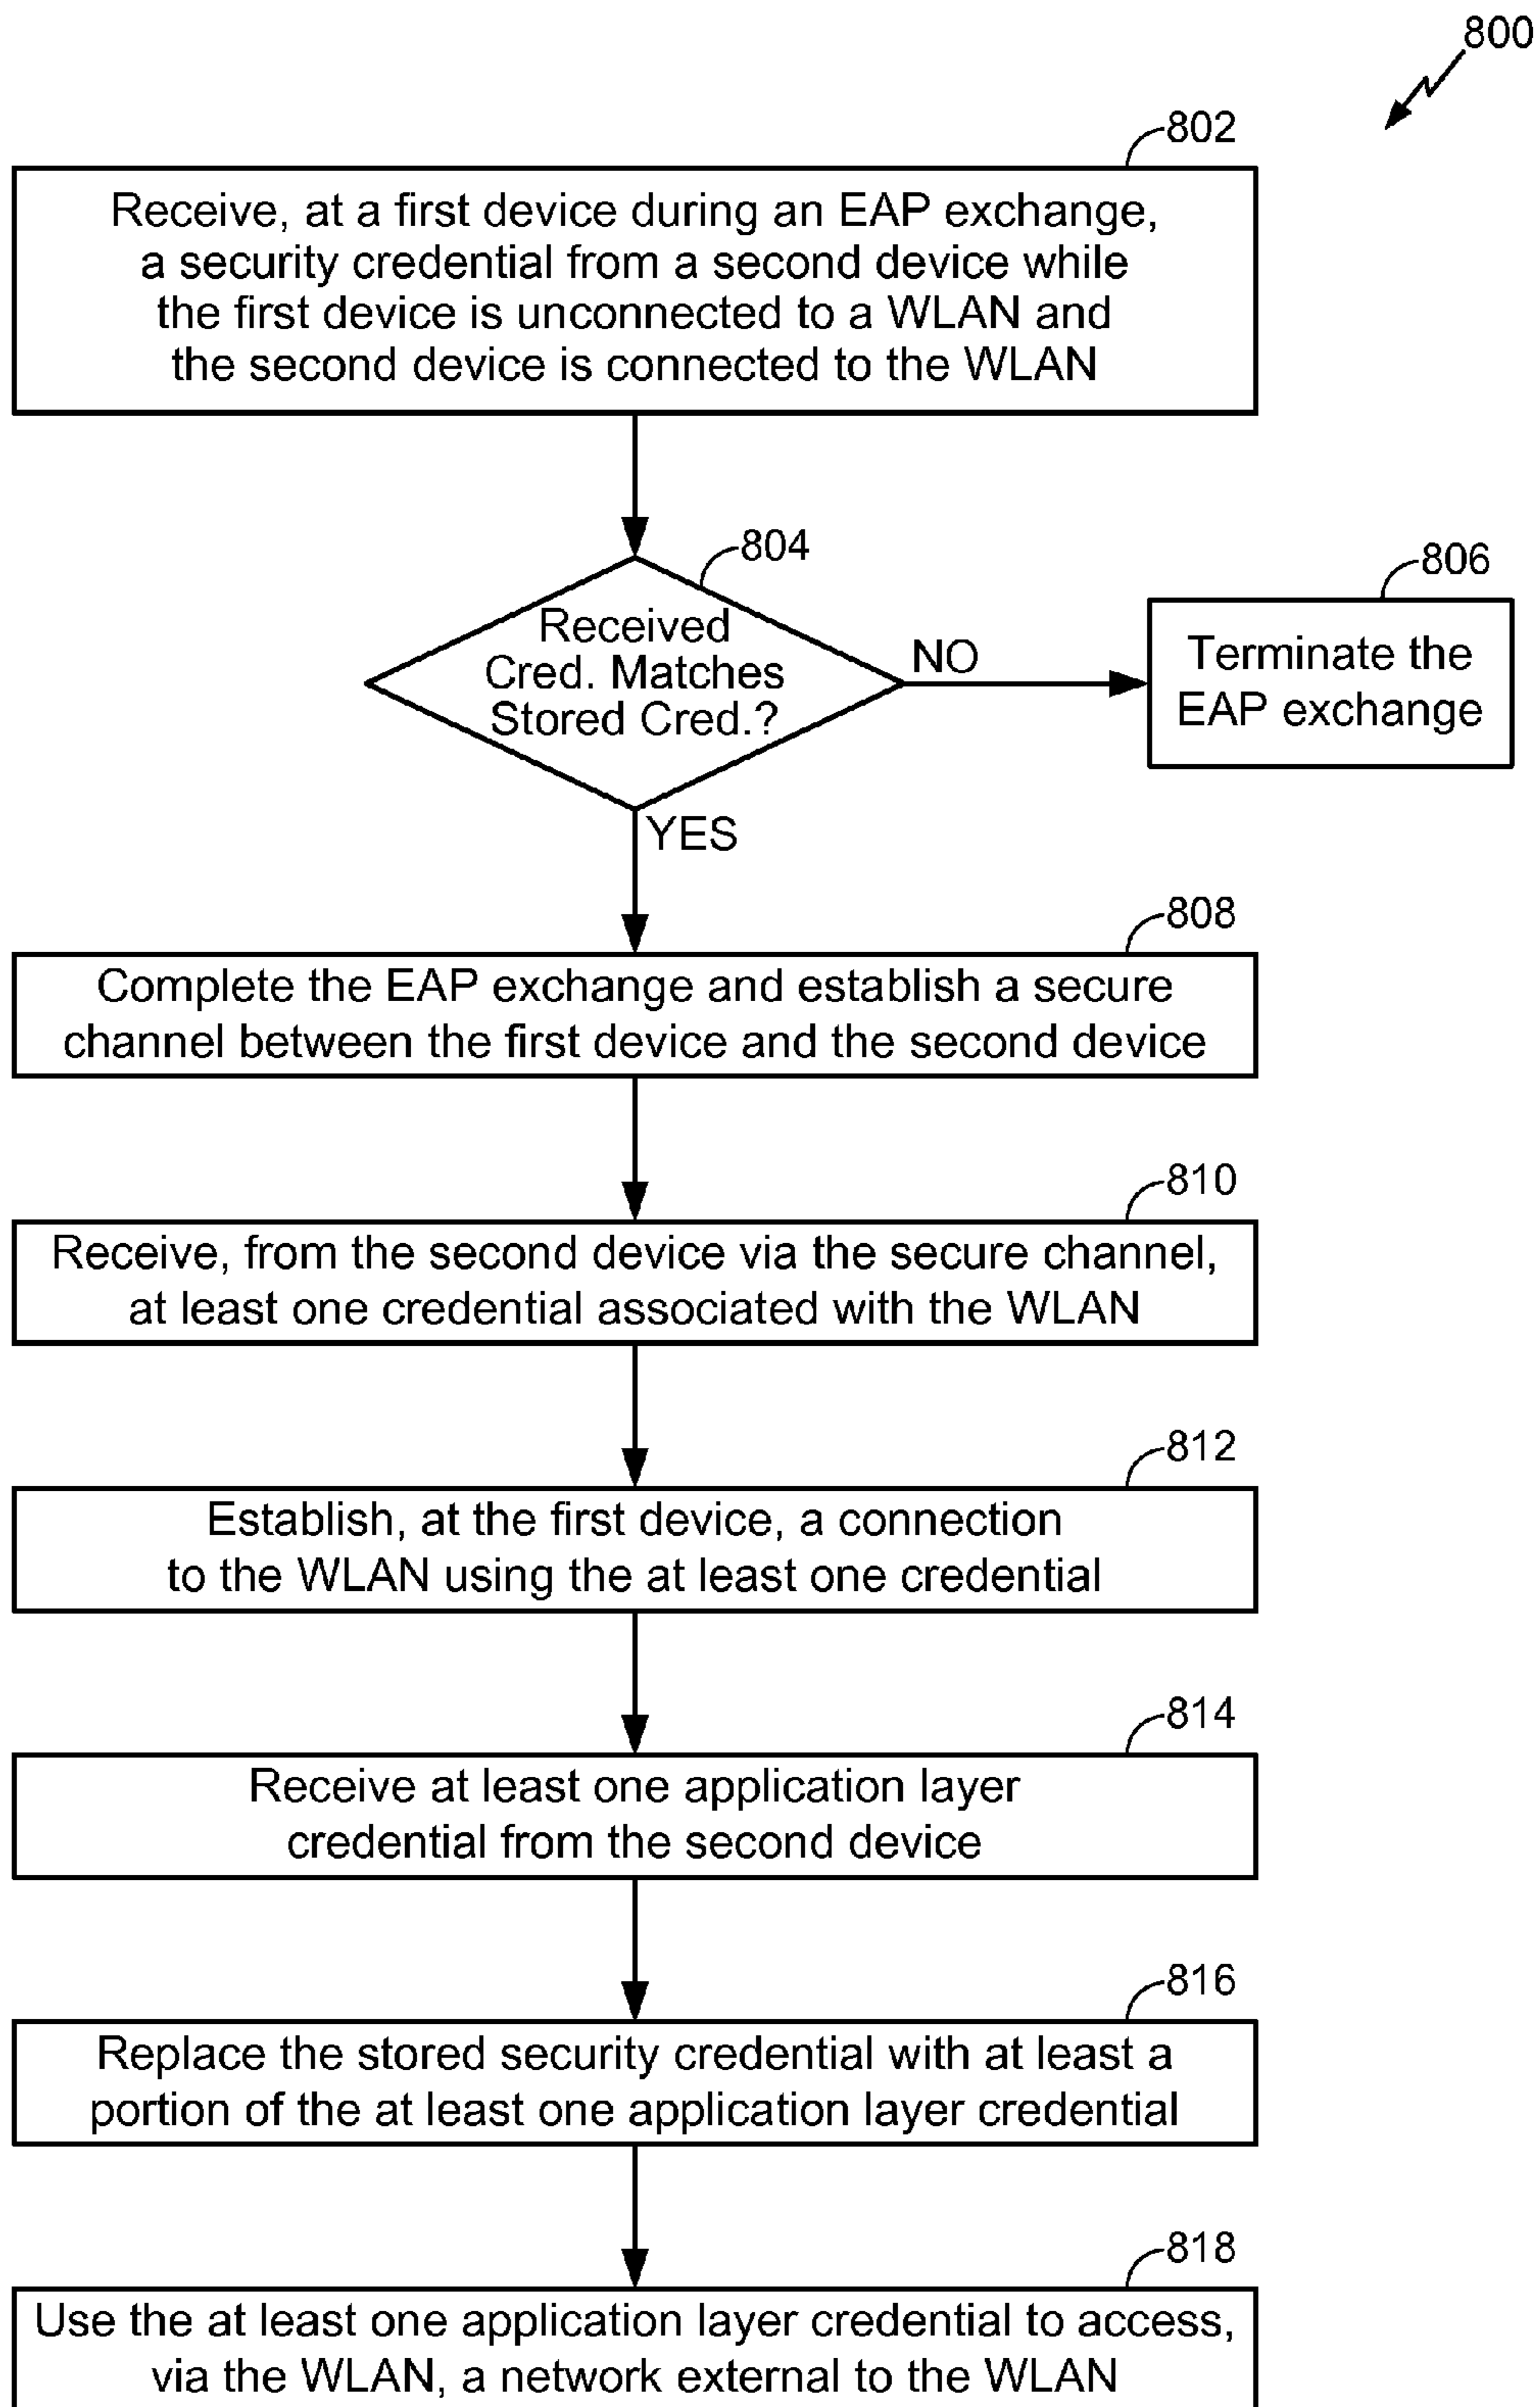 800
802
Receive, at a first device during an EAP exchange,
a security credential from a second device while
the first device is unconnected to a WLAN and
the second device is connected to the WLAN
804
Received
Cred. Matches
Stored Cred.?
NO
806
Terminate the
EAP exchange
YES
808
Complete the EAP exchange and establish a secure
channel between the first device and the second device
810
Receive, from the second device via the secure channel,
at least one credential associated with the WLAN
812
Establish, at the first device, a connection
to the WLAN using the at least one credential
814
Receive at least one application layer
credential from the second device
816
Replace the stored security credential with at least a
portion of the at least one application layer credential
818
Use the at least one application layer credential to access,
via the WLAN, a network external to the WLAN